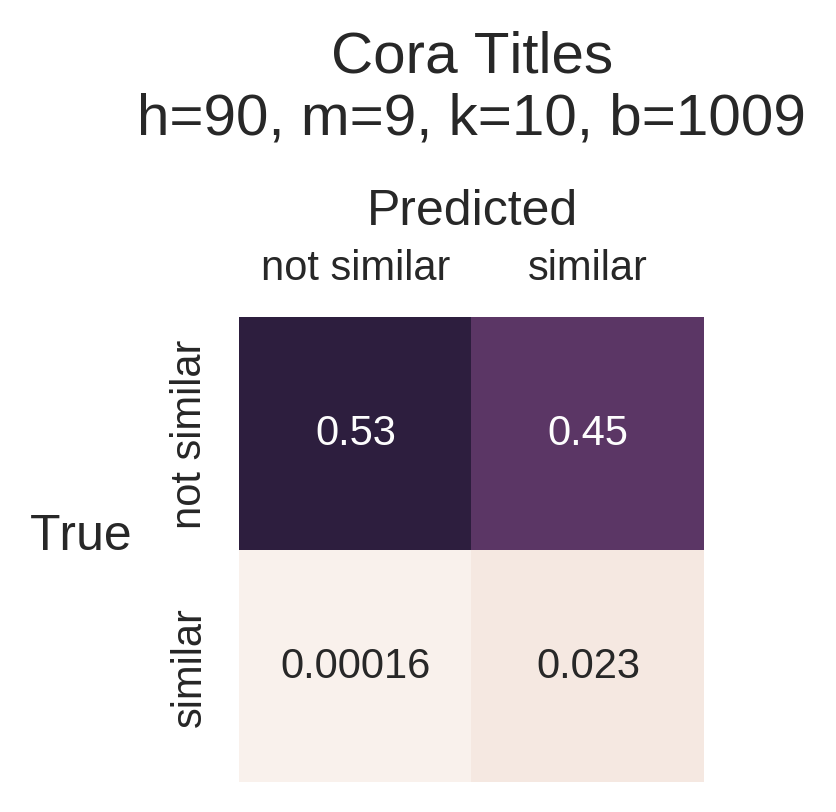 Cora Titles
h=90, m=9, k=10, b=1009
Predicted
not similar similar
True
not similar
0.53 0.45
similar
0.00016 0.023